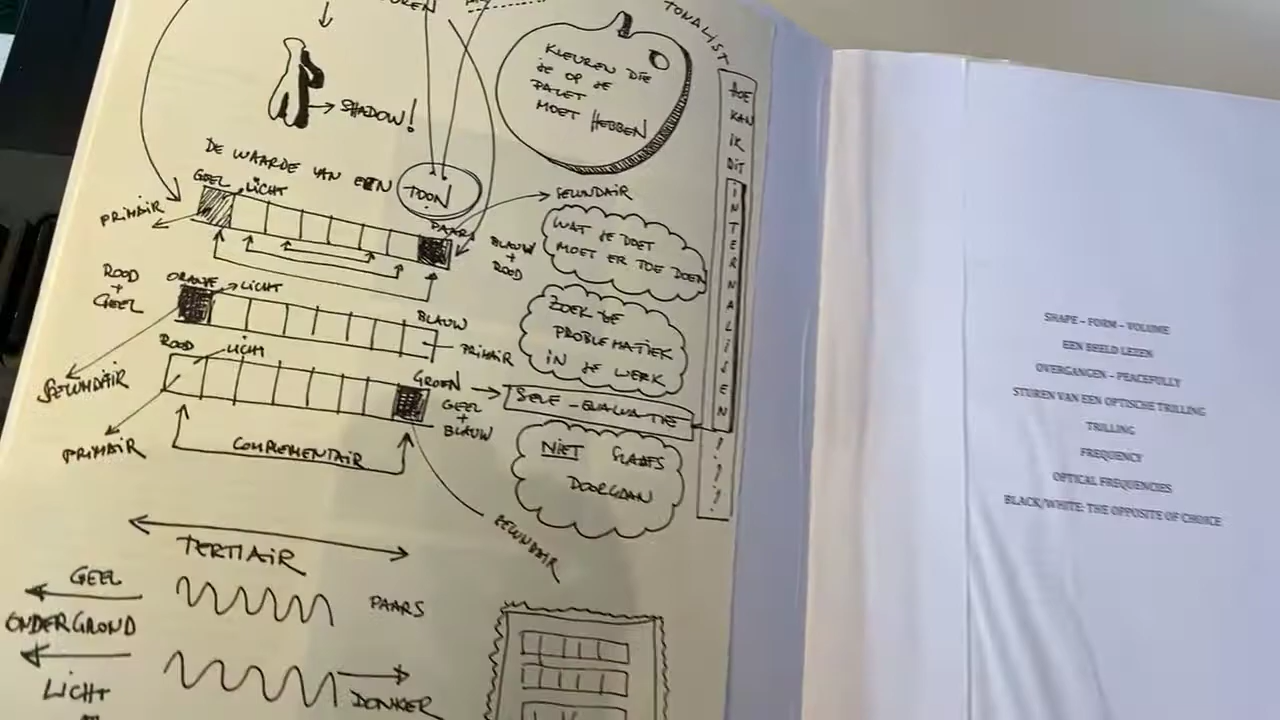 TONALIST
KLEUREN DIE
JE OP JE
PALET
MOET HEBBEN
SHADOW!
DE WAARDE VAN EEN
TOON
GEEL
LICHT
PRIMAIR
PAARS
SECUNDAIR
BLAUW
+
ROOD
WAT JE DOET
MOET ER TOE DOEN
ROOD
+
GEEL
ORANJE
LICHT
BLAUW
PRIMAIR
SECUNDAIR
ZOEK DE
PROBLEMATIEK
IN JE WERK
ROOD
LICHT
GROEN
GEEL
+
BLAUW
PRIMAIR
COMPLEMENTAIR
SELF-EVALUATIE
NIET SLAAFS
DOORGAAN
SECUNDAIR
HOE
KAN
IK
DIT
INTERNALISEREN
!
?
!
TERTIAIR
GEEL
PAARS
ONDERGROND
LICHT
DONKER
SHAPE – FORM – VOLUME
EEN BEELD LEZEN
OVERGANGEN – PEACEFULLY
STUREN VAN EEN OPTISCHE TRILLING
TRILLING
FREQUENCY
OPTICAL FREQUENCIES
BLACK/WHITE: THE OPPOSITE OF CHOICE